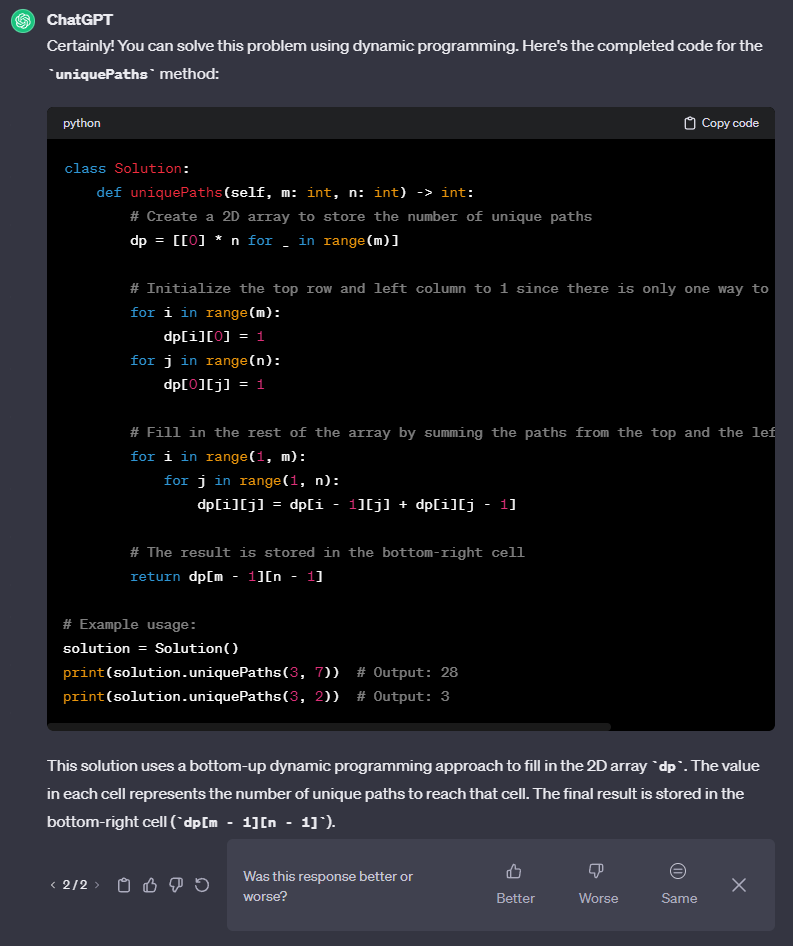 ChatGPT
Certainly! You can solve this problem using dynamic programming. Here's the completed code for the
`uniquePaths` method:
python
Copy code
class Solution:
    def uniquePaths(self, m: int, n: int) -> int:
        # Create a 2D array to store the number of unique paths
        dp = [[0] * n for _ in range(m)]
        # Initialize the top row and left column to 1 since there is only one way to
        for i in range(m):
            dp[i][0] = 1
        for j in range(n):
            dp[0][j] = 1
        # Fill in the rest of the array by summing the paths from the top and the lef
        for i in range(1, m):
            for j in range(1, n):
                dp[i][j] = dp[i - 1][j] + dp[i][j - 1]
        # The result is stored in the bottom-right cell
        return dp[m - 1][n - 1]
# Example usage:
solution = Solution()
print(solution.uniquePaths(3, 7))  # Output: 28
print(solution.uniquePaths(3, 2))  # Output: 3
This solution uses a bottom-up dynamic programming approach to fill in the 2D array `dp`. The value
in each cell represents the number of unique paths to reach that cell. The final result is stored in the
bottom-right cell (`dp[m - 1][n - 1]`).
< 2 / 2 >
Was this response better or
worse?
Better
Worse
Same